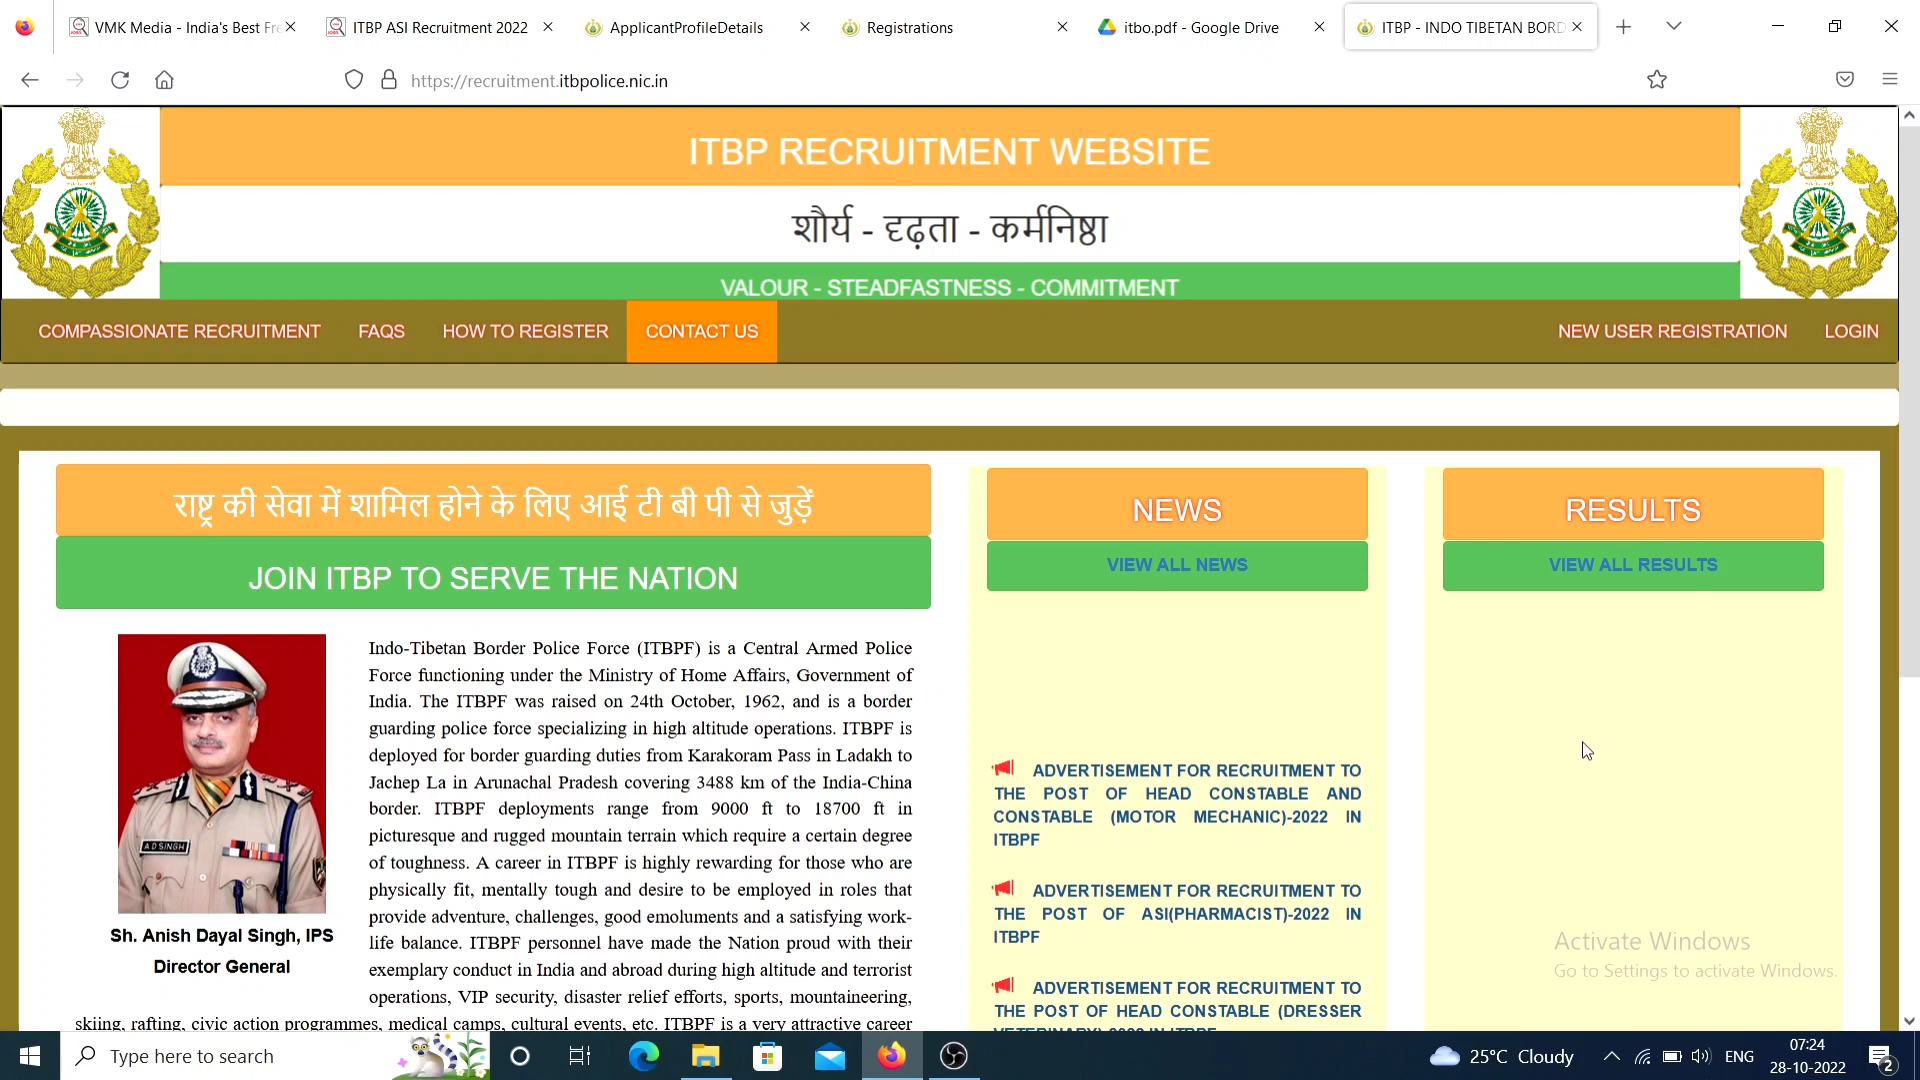 VMK Media - India's Best Fre
ITBP ASI Recruitment 2022
ApplicantProfileDetails
Registrations
itbo.pdf - Google Drive
ITBP - INDO TIBETAN BORD
https://recruitment.itbpolice.nic.in
ITBP RECRUITMENT WEBSITE
शौर्य - दृढ़ता - कर्मनिष्ठा
VALOUR - STEADFASTNESS - COMMITMENT
COMPASSIONATE RECRUITMENT
FAQS
HOW TO REGISTER
CONTACT US
NEW USER REGISTRATION
LOGIN
राष्ट्र की सेवा में शामिल होने के लिए आई टी बी पी से जुड़ें
JOIN ITBP TO SERVE THE NATION
A D SINGH
Sh. Anish Dayal Singh, IPS
Director General
Indo-Tibetan Border Police Force (ITBPF) is a Central Armed Police
Force functioning under the Ministry of Home Affairs, Government of
India. The ITBPF was raised on 24th October, 1962, and is a border
guarding police force specializing in high altitude operations. ITBPF is
deployed for border guarding duties from Karakoram Pass in Ladakh to
Jachep La in Arunachal Pradesh covering 3488 km of the India-China
border. ITBPF deployments range from 9000 ft to 18700 ft in
picturesque and rugged mountain terrain which require a certain degree
of toughness. A career in ITBPF is highly rewarding for those who are
physically fit, mentally tough and desire to be employed in roles that
provide adventure, challenges, good emoluments and a satisfying work-
life balance. ITBPF personnel have made the Nation proud with their
exemplary conduct in India and abroad during high altitude and terrorist
operations, VIP security, disaster relief efforts, sports, mountaineering,
skiing, rafting, civic action programmes, medical camps, cultural events, etc. ITBPF is a very attractive career
NEWS
VIEW ALL NEWS
ADVERTISEMENT FOR RECRUITMENT TO
THE POST OF HEAD CONSTABLE AND
CONSTABLE (MOTOR MECHANIC)-2022 IN
ITBPF
ADVERTISEMENT FOR RECRUITMENT TO
THE POST OF ASI(PHARMACIST)-2022 IN
ITBPF
ADVERTISEMENT FOR RECRUITMENT TO
THE POST OF HEAD CONSTABLE (DRESSER
VETERINARY)-2022 IN ITBPF
RESULTS
VIEW ALL RESULTS
Activate Windows
Go to Settings to activate Windows.
Type here to search
25°C Cloudy
ENG
07:24
28-10-2022
2